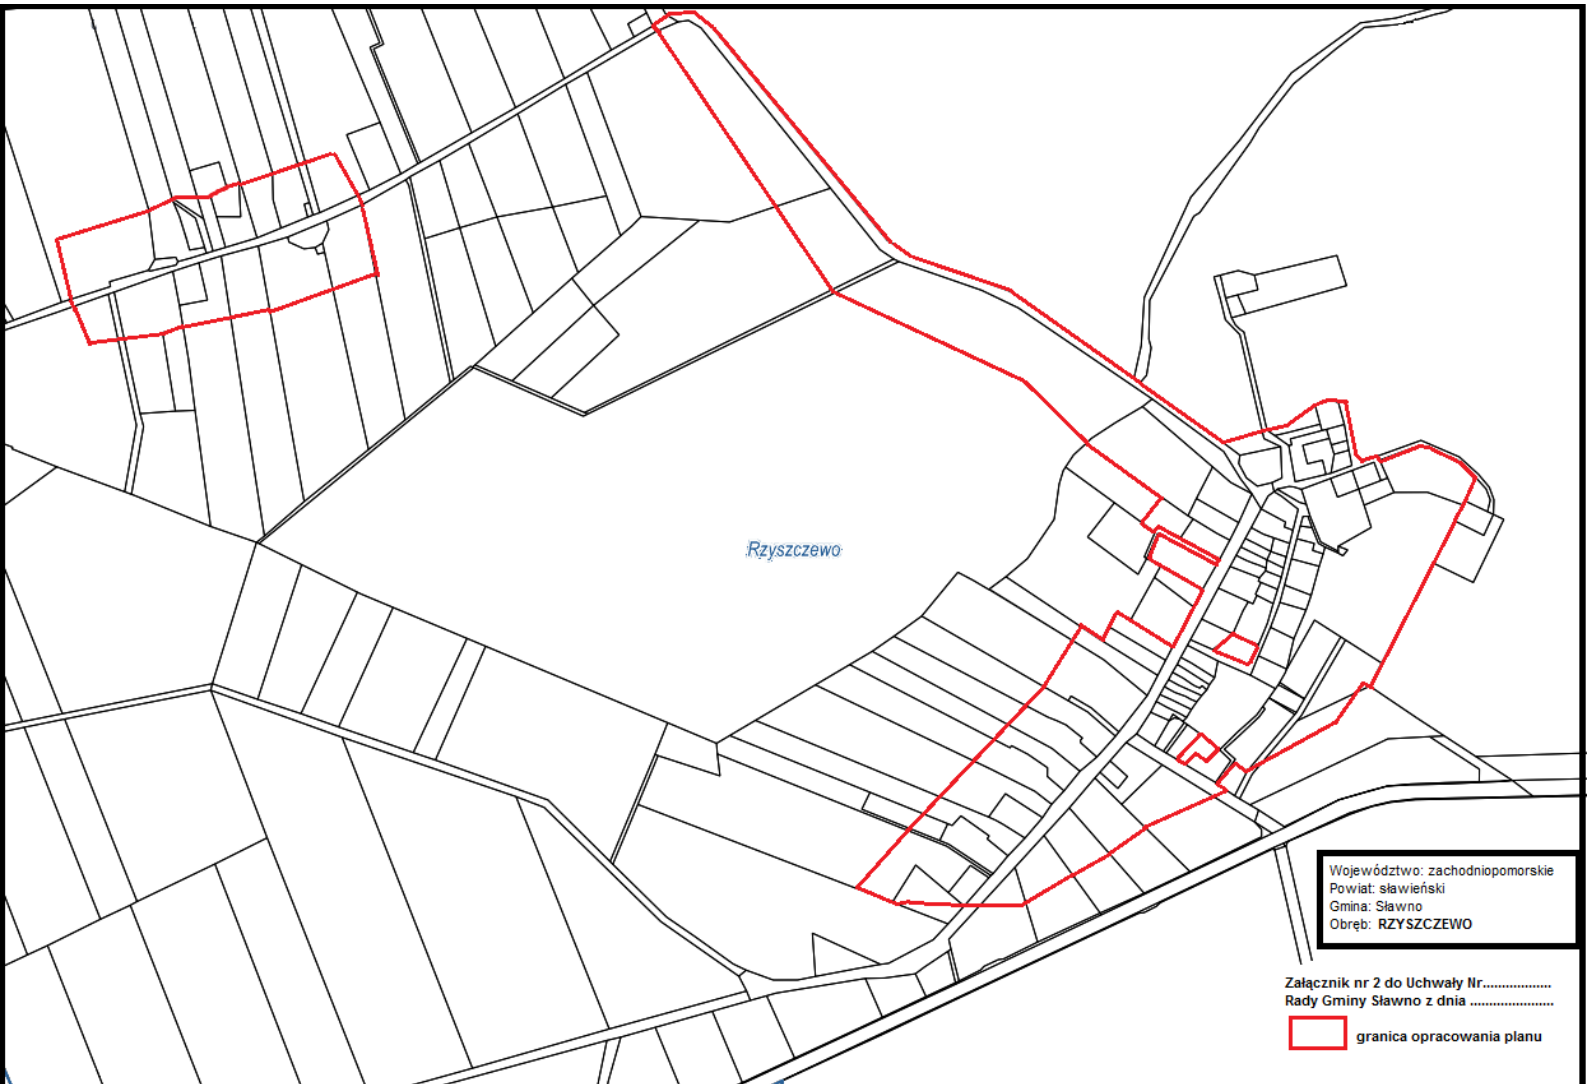 Rzyszczewo
Województwo: zachodniopomorskie
Powiat: sławieński
Gmina: Sławno
Obręb: RZYSZCZEWO
Załącznik nr 2 do Uchwały Nr..................
Rady Gminy Sławno z dnia ......................
granica opracowania planu